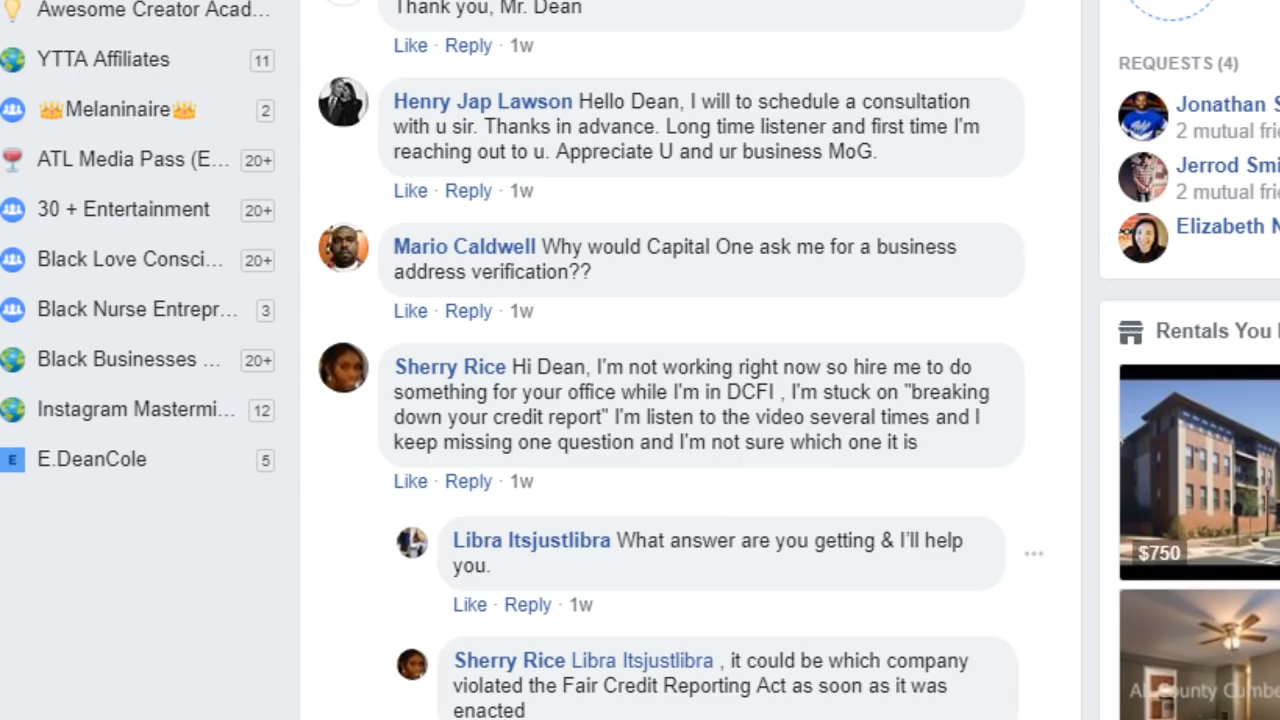 Awesome Creator Acad...
YTTA Affiliates 11
👑Melaninaire👑 2
ATL Media Pass (E... 20+
30 + Entertainment 20+
Black Love Consci... 20+
Black Nurse Entrepr... 3
Black Businesses ... 20+
Instagram Mastermi... 12
E E.DeanCole 5
Thank you, Mr. Dean
Like · Reply · 1w
Henry Jap Lawson Hello Dean, I will to schedule a consultation
with u sir. Thanks in advance. Long time listener and first time I'm
reaching out to u. Appreciate U and ur business MoG.
Like · Reply · 1w
Mario Caldwell Why would Capital One ask me for a business
address verification??
Like · Reply · 1w
Sherry Rice Hi Dean, I'm not working right now so hire me to do
something for your office while I'm in DCFI , I'm stuck on "breaking
down your credit report" I'm listen to the video several times and I
keep missing one question and I'm not sure which one it is
Like · Reply · 1w
Libra Itsjustlibra What answer are you getting & I'll help
you.
Like · Reply · 1w
Sherry Rice Libra Itsjustlibra , it could be which company
violated the Fair Credit Reporting Act as soon as it was
enacted
REQUESTS (4)
Jonathan S
2 mutual frie
Jerrod Smi
2 mutual frie
Elizabeth N
Rentals You
$750
County Cumbe